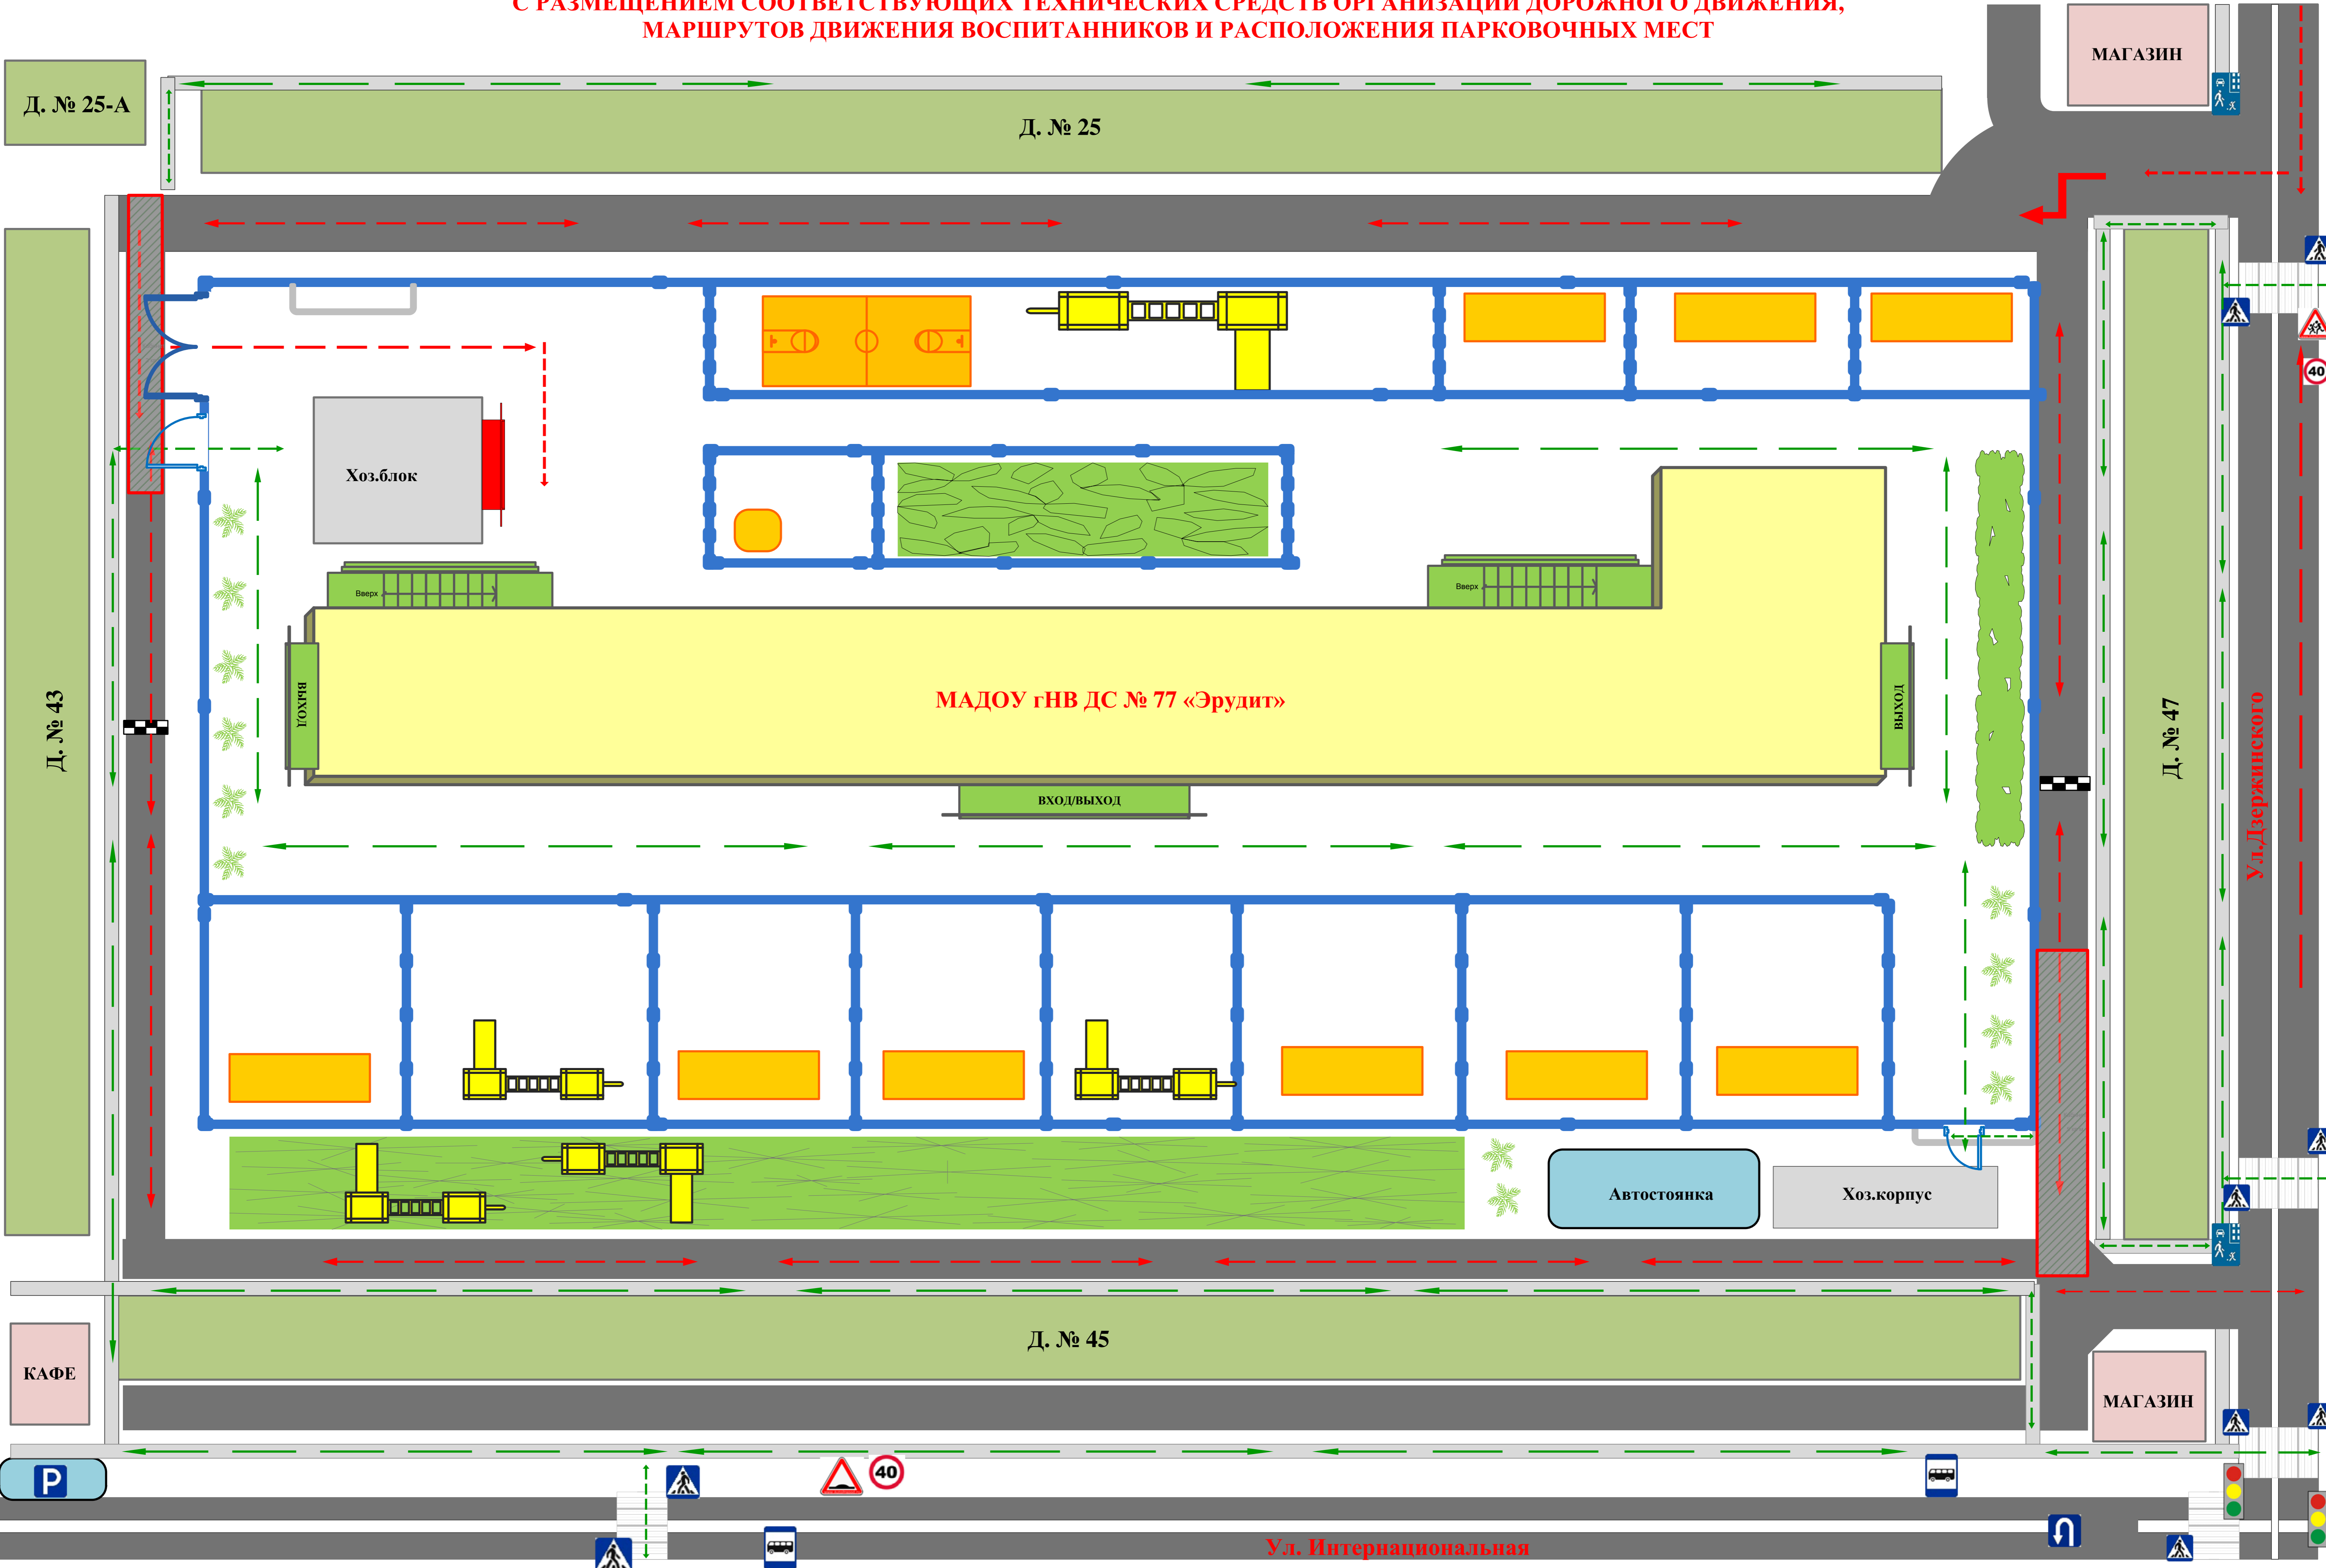 С РАЗМЕЩЕНИЕМ СООТВЕТСТВУЮЩИХ ТЕХНИЧЕСКИХ СРЕДСТВ ОРГАНИЗАЦИИ ДОРОЖНОГО ДВИЖЕНИЯ,
МАРШРУТОВ ДВИЖЕНИЯ ВОСПИТАННИКОВ И РАСПОЛОЖЕНИЯ ПАРКОВОЧНЫХ МЕСТ
МАГАЗИН
Д. № 25-А
Д. № 25
40
Хоз.блок
Вверх
Вверх
Д. № 43
ВЫХОД
МАДОУ гНВ ДС № 77 «Эрудит»
ВЫХОД
Д. № 47
Ул.Дзержинского
ВХОД/ВЫХОД
Автостоянка
Хоз.корпус
Д. № 45
КАФЕ
МАГАЗИН
P
40
Ул. Интернациональная